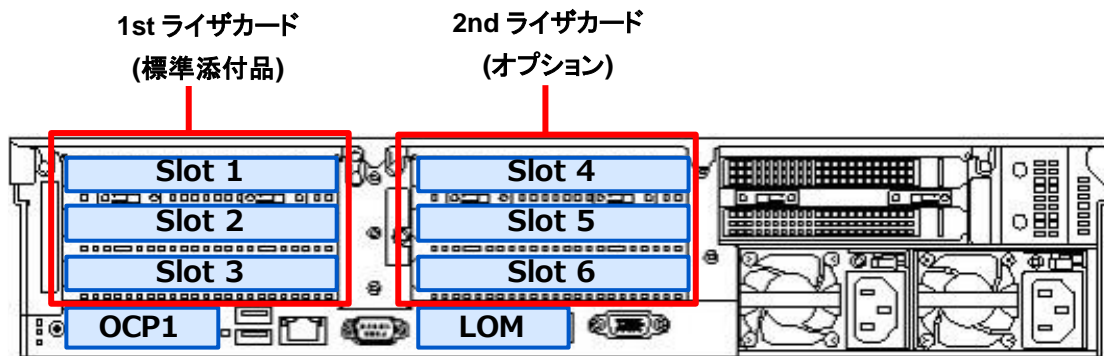 1st ライザカード
(標準添付品)
2nd ライザカード
(オプション)
Slot 1
Slot 2
Slot 3
Slot 4
Slot 5
Slot 6
OCP1
LOM